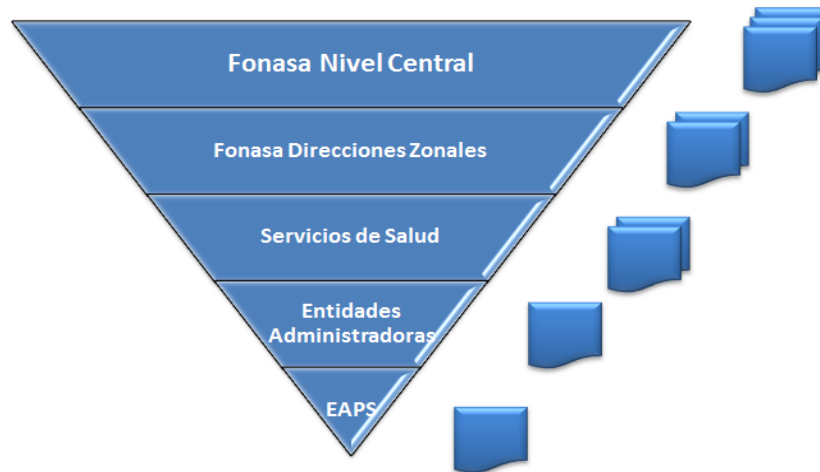 Fonasa Nivel Central
Fonasa Direcciones Zonales
Servicios de Salud
Entidades
Administradoras
EAPS